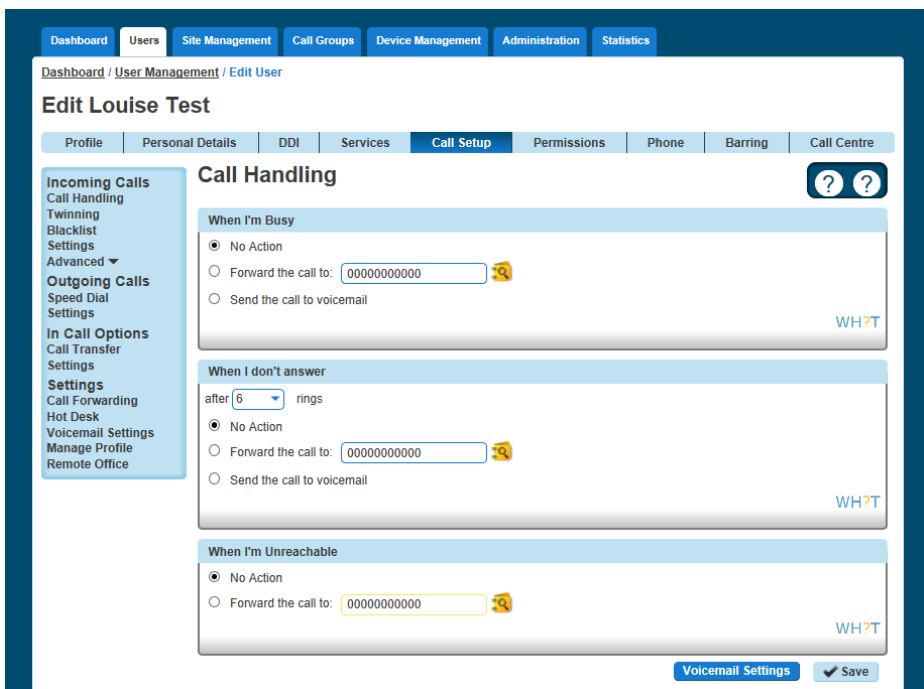 Dashboard Users Site Management Call Groups Device Management Administration Statistics
Dashboard / User Management / Edit User
Edit Louise Test
Profile Personal Details DDI Services Call Setup Permissions Phone Barring Call Centre
Incoming Calls
Call Handling
Twinning
Blacklist
Settings
Advanced
Outgoing Calls
Speed Dial
Settings
In Call Options
Call Transfer
Settings
Settings
Call Forwarding
Hot Desk
Voicemail Settings
Manage Profile
Remote Office
Call Handling
? ?
When I'm Busy
No Action
Forward the call to: 00000000000
Send the call to voicemail
WH?T
When I don't answer
after 6 rings
No Action
Forward the call to: 00000000000
Send the call to voicemail
WH?T
When I'm Unreachable
No Action
Forward the call to: 00000000000
WH?T
Voicemail Settings Save